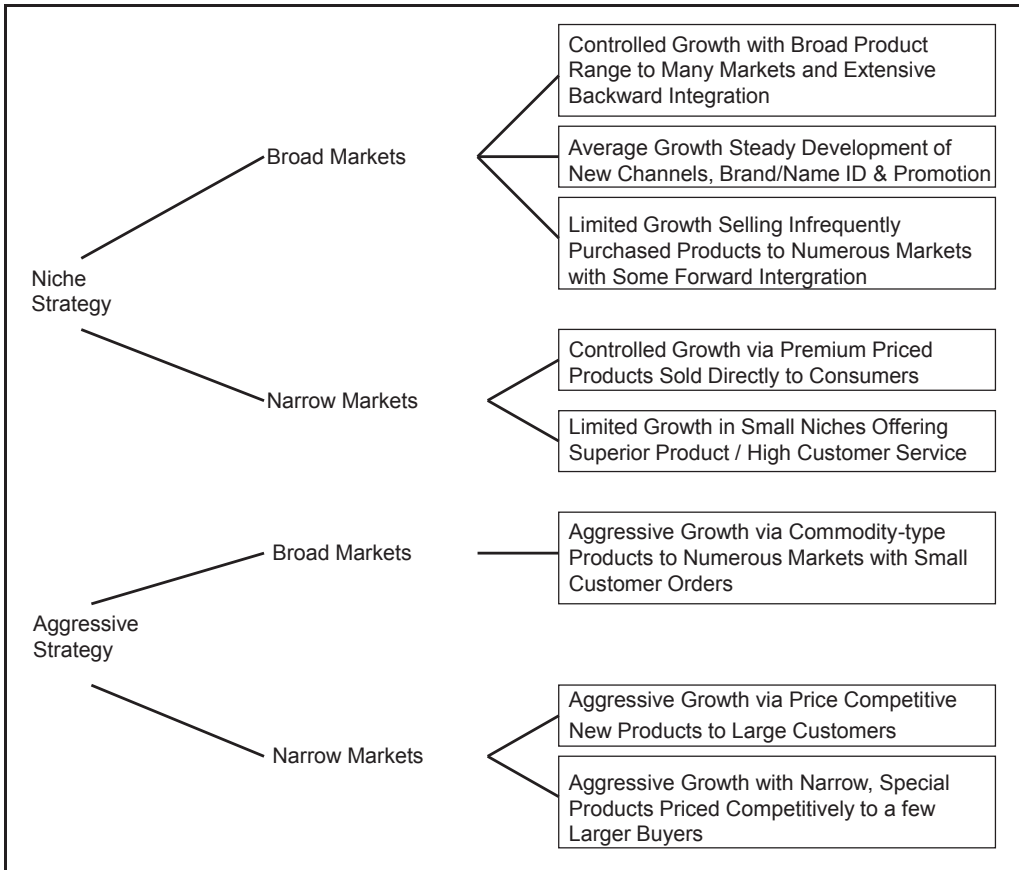 Controlled Growth with Broad Product
Range to Many Markets and Extensive
Backward Integration
Broad Markets
Average Growth Steady Development of
New Channels, Brand/Name ID & Promotion
Limited Growth Selling Infrequently
Purchased Products to Numerous Markets
with Some Forward Intergration
Niche
Strategy
Controlled Growth via Premium Priced
Products Sold Directly to Consumers
Narrow Markets
Limited Growth in Small Niches Offering
Superior Product / High Customer Service
Broad Markets
Aggressive Growth via Commodity-type
Products to Numerous Markets with Small
Customer Orders
Aggressive
Strategy
Aggressive Growth via Price Competitive
New Products to Large Customers
Narrow Markets
Aggressive Growth with Narrow, Special
Products Priced Competitively to a few
Larger Buyers